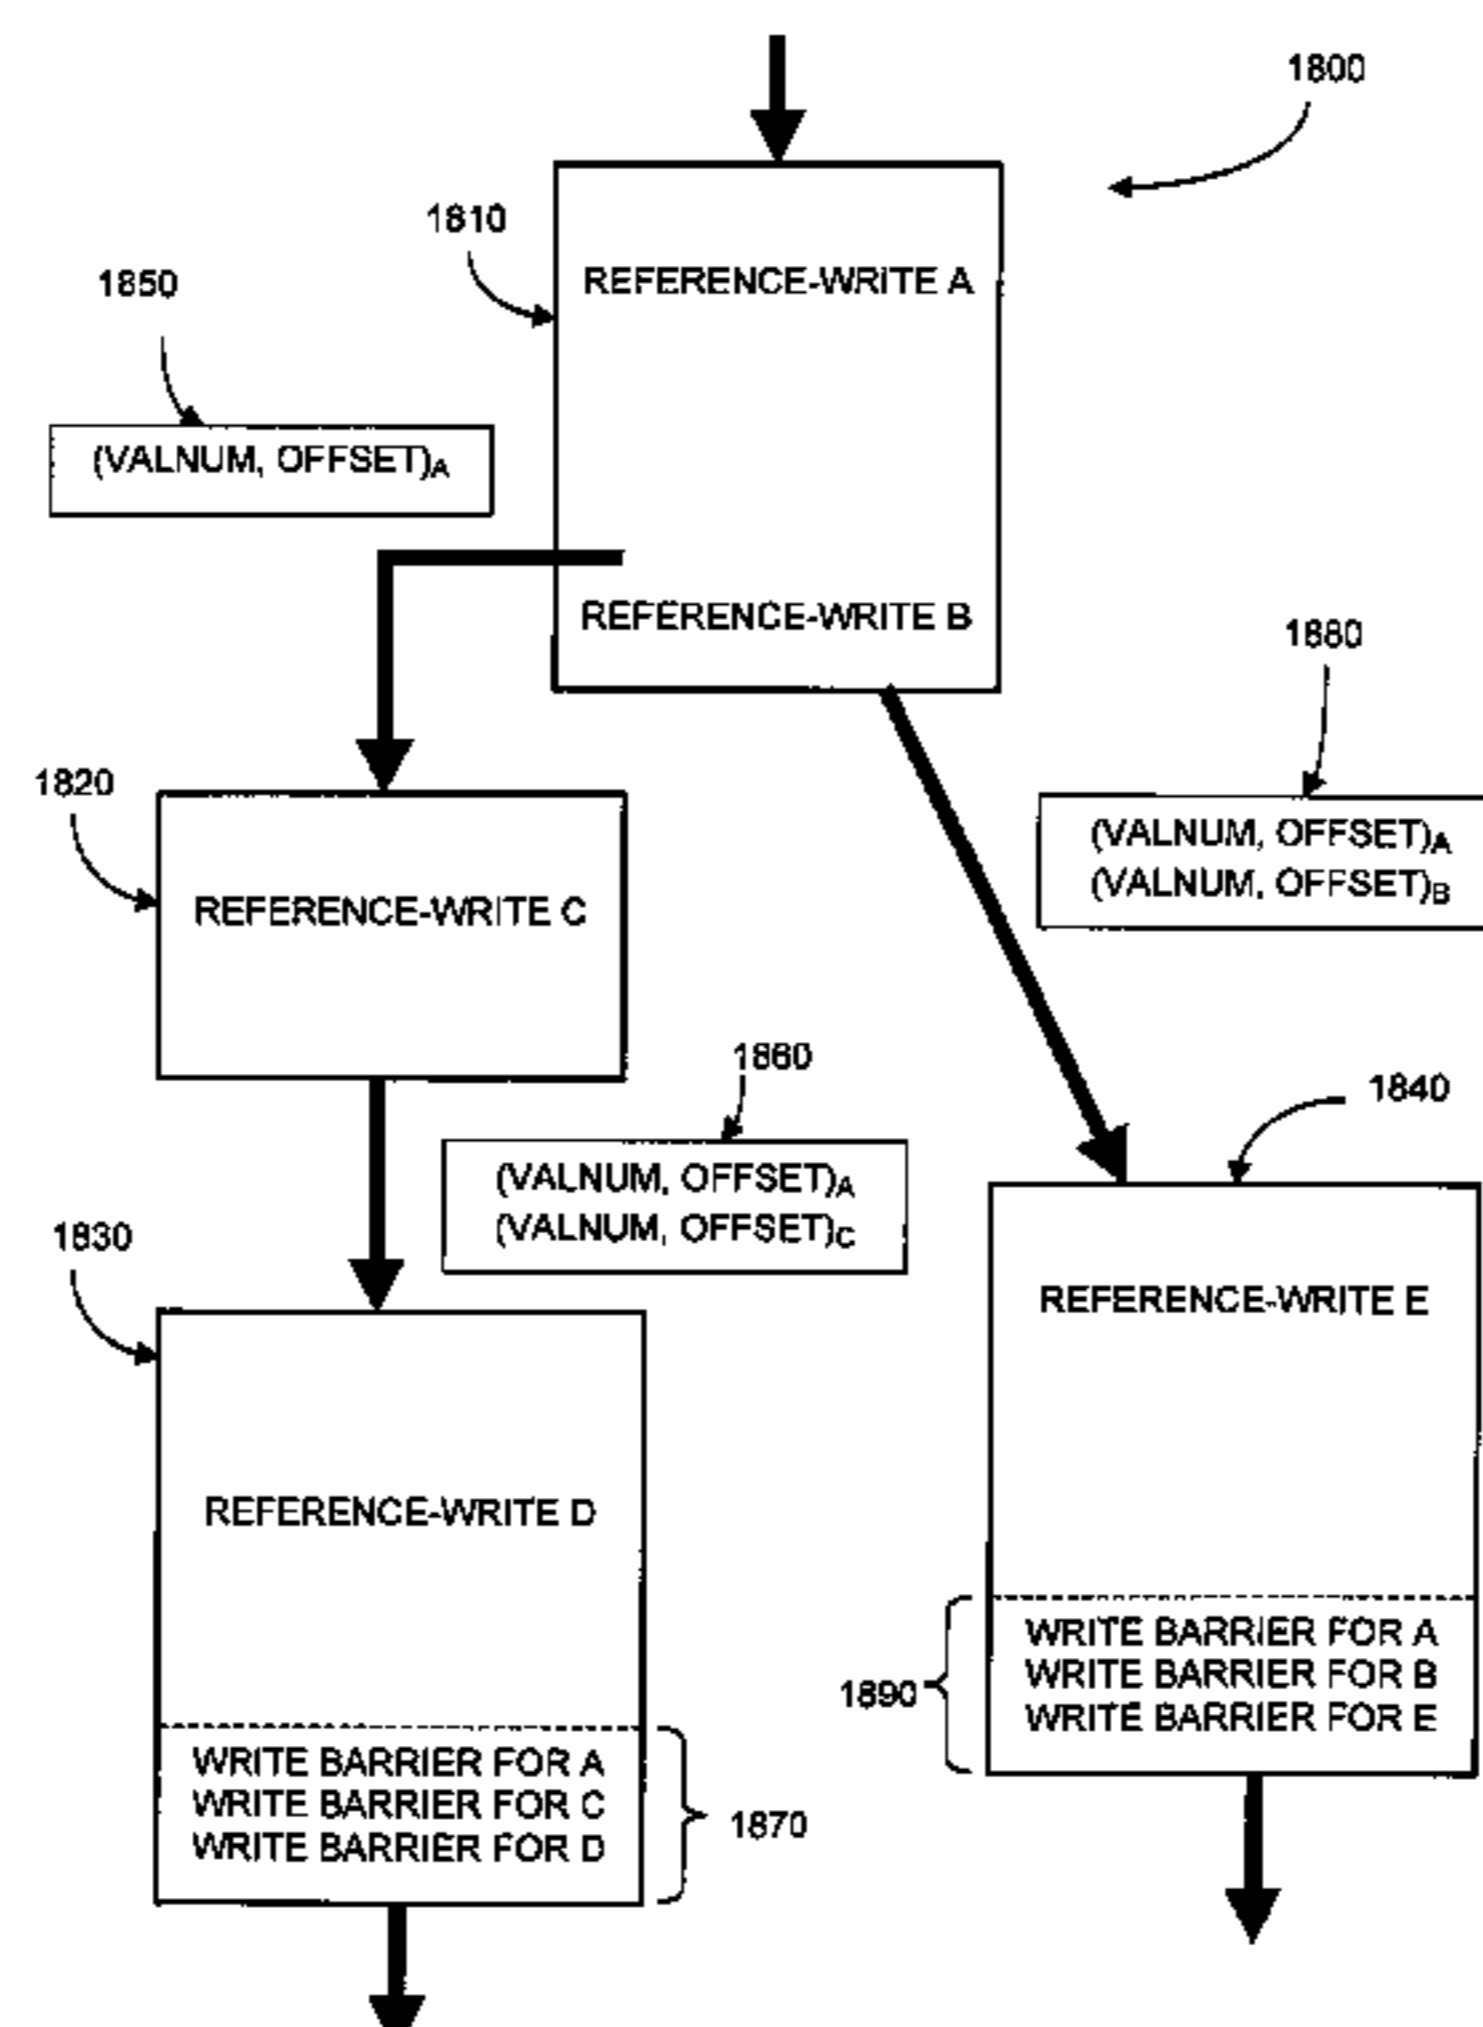 1800
1810
REFERENCE-WRITE A
1850
(VALNUM, OFFSET)A
REFERENCE-WRITE B
1880
1820
(VALNUM, OFFSET)A
(VALNUM, OFFSET)B
REFERENCE-WRITE C
1860
1840
(VALNUM, OFFSET)A
(VALNUM, OFFSET)C
1830
REFERENCE-WRITE E
REFERENCE-WRITE D
WRITE BARRIER FOR A
WRITE BARRIER FOR B
WRITE BARRIER FOR E
1890
WRITE BARRIER FOR A
WRITE BARRIER FOR C
WRITE BARRIER FOR D
1870